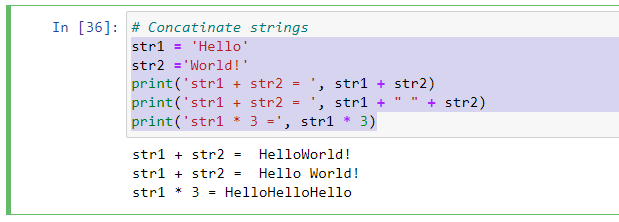 In [36]: # Concatinate strings
str1 = 'Hello'
str2 ='World!'
print('str1 + str2 = ', str1 + str2)
print('str1 + str2 = ', str1 + " " + str2)
print('str1 * 3 =', str1 * 3)
str1 + str2 =  HelloWorld!
str1 + str2 =  Hello World!
str1 * 3 = HelloHelloHello